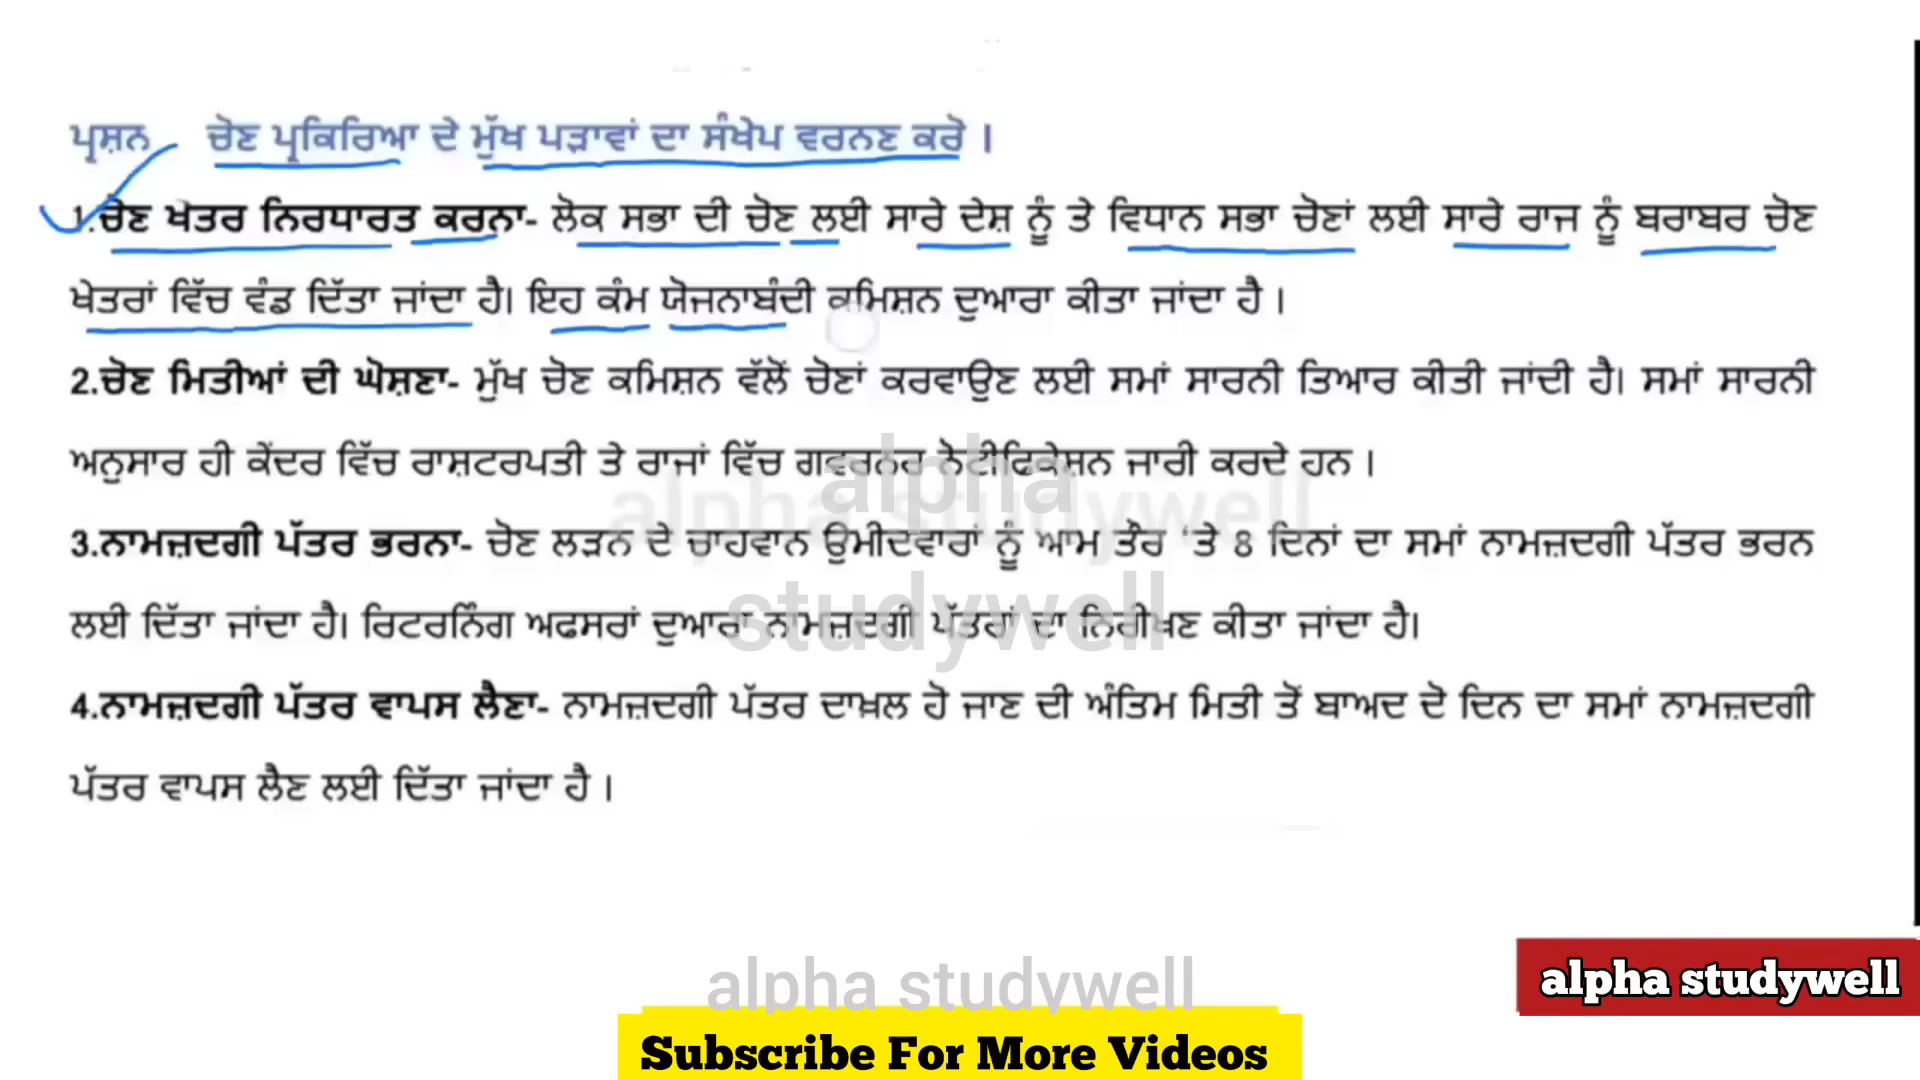 ਪ੍ਰਸ਼ਨ ਚੋਣ ਪ੍ਰਕਿਰਿਆ ਦੇ ਮੁੱਖ ਪੜਾਵਾਂ ਦਾ ਸੰਖੇਪ ਵਰਨਣ ਕਰੋ ।
1.ਚੋਣ ਖੇਤਰ ਨਿਰਧਾਰਤ ਕਰਨਾ- ਲੋਕ ਸਭਾ ਦੀ ਚੋਣ ਲਈ ਸਾਰੇ ਦੇਸ਼ ਨੂੰ ਤੇ ਵਿਧਾਨ ਸਭਾ ਚੋਣਾਂ ਲਈ ਸਾਰੇ ਰਾਜ ਨੂੰ ਬਰਾਬਰ ਚੋਣ
ਖੇਤਰਾਂ ਵਿੱਚ ਵੰਡ ਦਿੱਤਾ ਜਾਂਦਾ ਹੈ। ਇਹ ਕੰਮ ਯੋਜਨਾਬੰਦੀ ਕਮਿਸ਼ਨ ਦੁਆਰਾ ਕੀਤਾ ਜਾਂਦਾ ਹੈ ।
2.ਚੋਣ ਮਿਤੀਆਂ ਦੀ ਘੋਸ਼ਣਾ- ਮੁੱਖ ਚੋਣ ਕਮਿਸ਼ਨ ਵੱਲੋਂ ਚੋਣਾਂ ਕਰਵਾਉਣ ਲਈ ਸਮਾਂ ਸਾਰਨੀ ਤਿਆਰ ਕੀਤੀ ਜਾਂਦੀ ਹੈ। ਸਮਾਂ ਸਾਰਨੀ
ਅਨੁਸਾਰ ਹੀ ਕੇਂਦਰ ਵਿੱਚ ਰਾਸ਼ਟਰਪਤੀ ਤੇ ਰਾਜਾਂ ਵਿੱਚ ਗਵਰਨਰ ਨੋਟੀਫਿਕੇਸ਼ਨ ਜਾਰੀ ਕਰਦੇ ਹਨ ।
alpha
alpha studywell
3.ਨਾਮਜ਼ਦਗੀ ਪੱਤਰ ਭਰਨਾ- ਚੋਣ ਲੜਨ ਦੇ ਚਾਹਵਾਨ ਉਮੀਦਵਾਰਾਂ ਨੂੰ ਆਮ ਤੌਰ 'ਤੇ 8 ਦਿਨਾਂ ਦਾ ਸਮਾਂ ਨਾਮਜ਼ਦਗੀ ਪੱਤਰ ਭਰਨ
ਲਈ ਦਿੱਤਾ ਜਾਂਦਾ ਹੈ। ਰਿਟਰਨਿੰਗ ਅਫਸਰਾਂ ਦੁਆਰਾ ਨਾਮਜ਼ਦਗੀ ਪੱਤਰਾਂ ਦਾ ਨਿਰੀਖਣ ਕੀਤਾ ਜਾਂਦਾ ਹੈ।
studywell
4.ਨਾਮਜ਼ਦਗੀ ਪੱਤਰ ਵਾਪਸ ਲੈਣਾ- ਨਾਮਜ਼ਦਗੀ ਪੱਤਰ ਦਾਖ਼ਲ ਹੋ ਜਾਣ ਦੀ ਅੰਤਿਮ ਮਿਤੀ ਤੋਂ ਬਾਅਦ ਦੋ ਦਿਨ ਦਾ ਸਮਾਂ ਨਾਮਜ਼ਦਗੀ
ਪੱਤਰ ਵਾਪਸ ਲੈਣ ਲਈ ਦਿੱਤਾ ਜਾਂਦਾ ਹੈ ।
alpha studywell
alpha studywell
Subscribe For More Videos